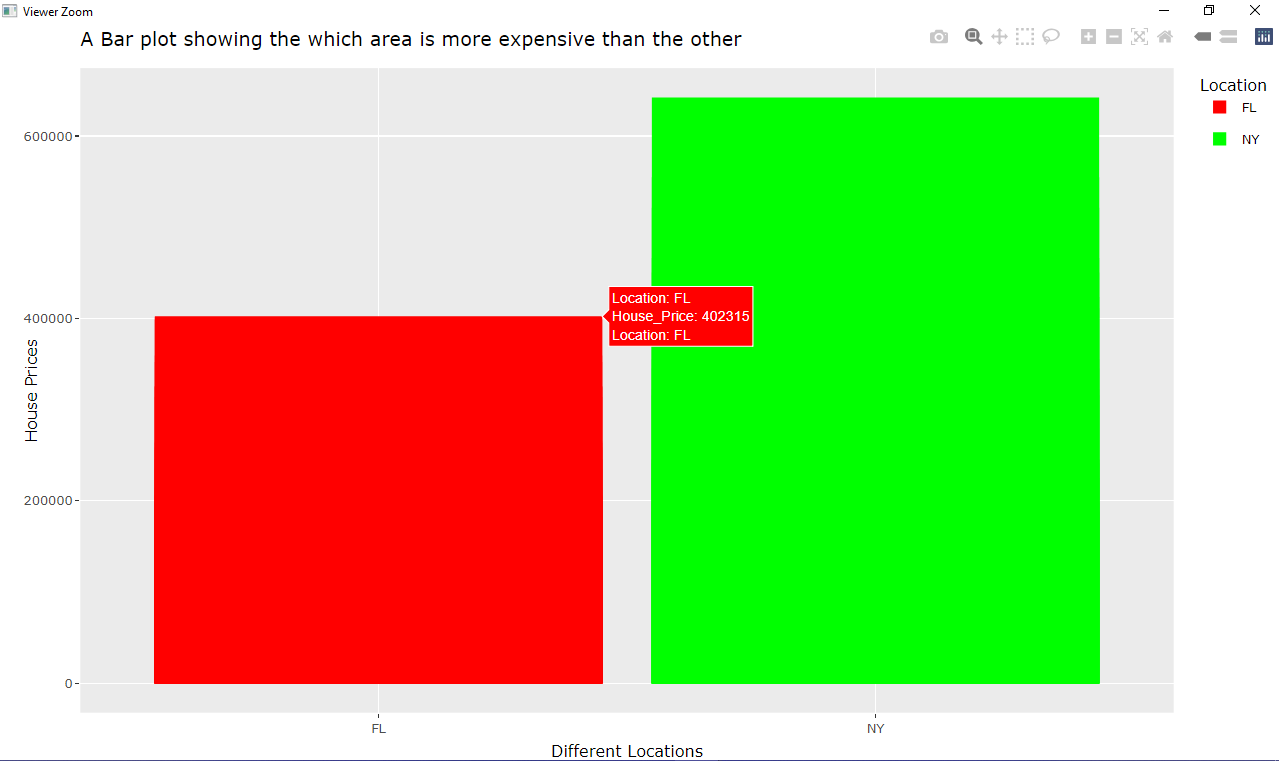 Viewer Zoom
A Bar plot showing the which area is more expensive than the other
Location
FL
NY
600000
400000
200000
0
House Prices
Location: FL
House_Price: 402315
Location: FL
FL
NY
Different Locations